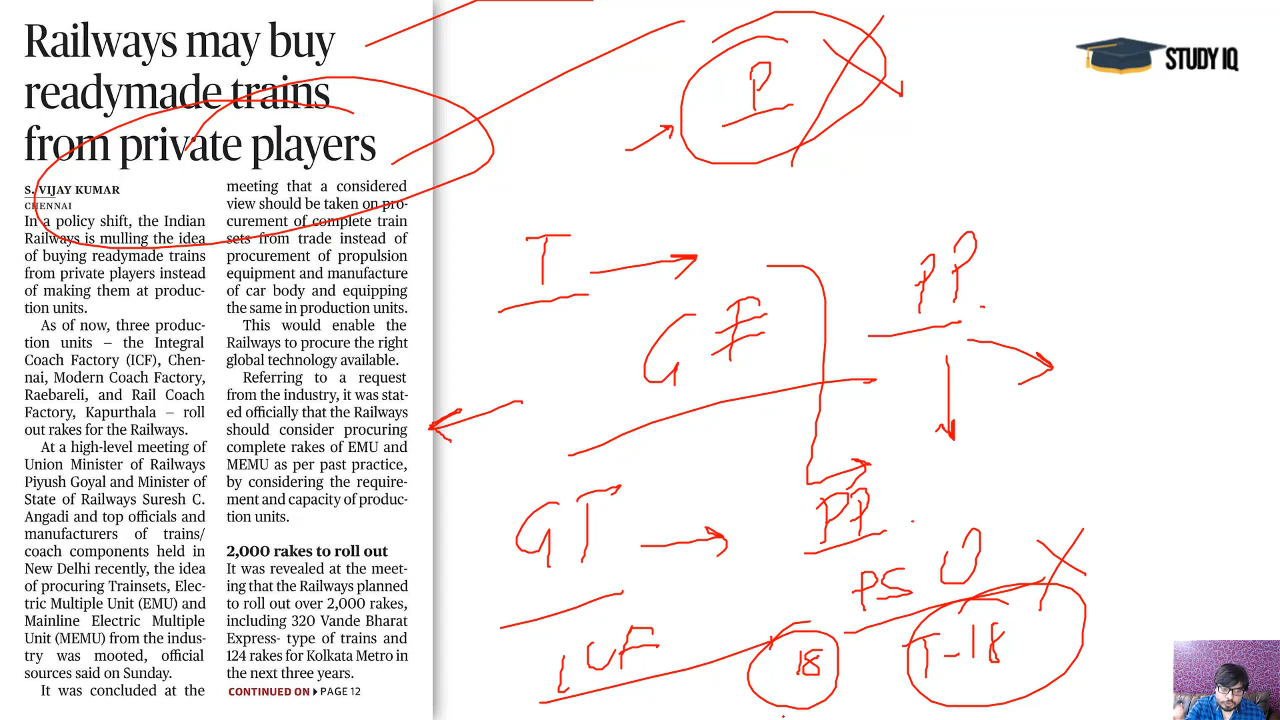 Railways may buy
readymade trains
from private players
S. VIJAY KUMAR
CHENNAI
In a policy shift, the Indian
Railways is mulling the idea
of buying readymade trains
from private players instead
of making them at produc-
tion units.
As of now, three produc-
tion units – the Integral
Coach Factory (ICF), Chen-
nai, Modern Coach Factory,
Raebareli, and Rail Coach
Factory, Kapurthala – roll
out rakes for the Railways.
At a high-level meeting of
Union Minister of Railways
Piyush Goyal and Minister of
State of Railways Suresh C.
Angadi and top officials and
manufacturers of trains/
coach components held in
New Delhi recently, the idea
of procuring Trainsets, Elec-
tric Multiple Unit (EMU) and
Mainline Electric Multiple
Unit (MEMU) from the indus-
try was mooted, official
sources said on Sunday.
It was concluded at the
meeting that a considered
view should be taken on pro-
curement of complete train
sets from trade instead of
procurement of propulsion
equipment and manufacture
of car body and equipping
the same in production units.
This would enable the
Railways to procure the right
global technology available.
Referring to a request
from the industry, it was stat-
ed officially that the Railways
should consider procuring
complete rakes of EMU and
MEMU as per past practice,
by considering the require-
ment and capacity of produc-
tion units.
2,000 rakes to roll out
It was revealed at the meet-
ing that the Railways planned
to roll out over 2,000 rakes,
including 320 Vande Bharat
Express- type of trains and
124 rakes for Kolkata Metro in
the next three years.
CONTINUED ON PAGE 12
STUDY IQ
P
T
PP
GT
PP
PS
18
T-18